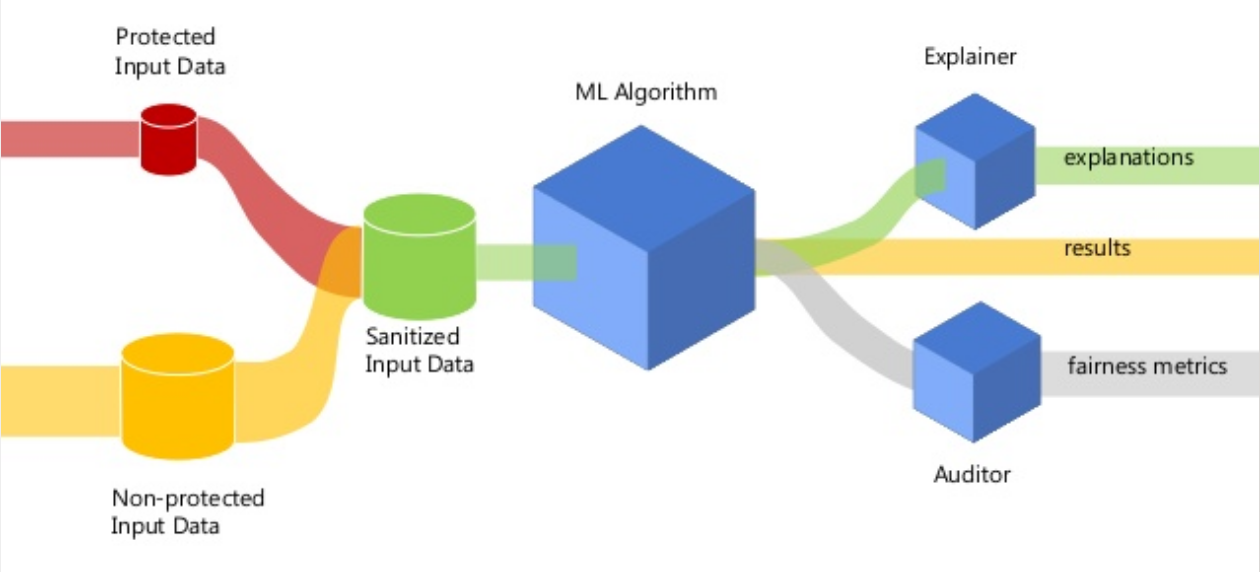 Protected
Input Data
Explainer
ML Algorithm
explanations
results
Sanitized
Input Data
fairness metrics
Auditor
Non-protected
Input Data